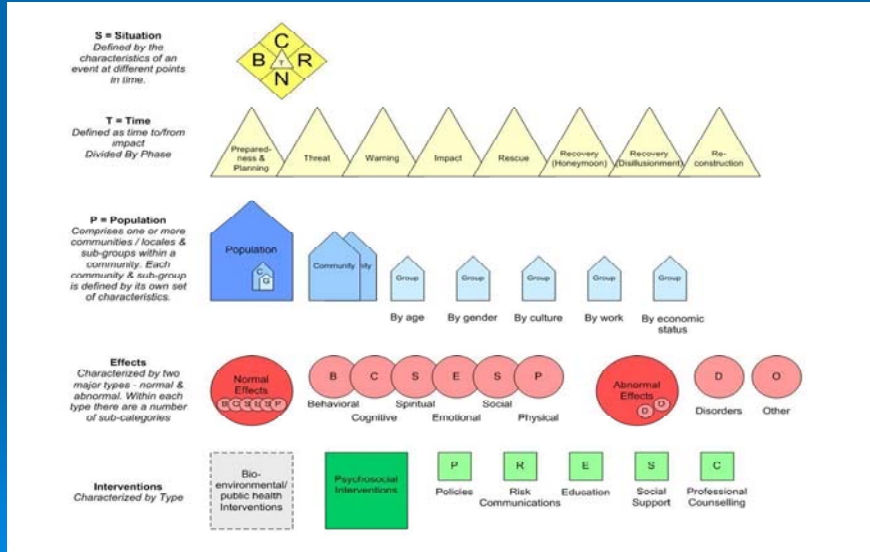 S = Situation
Defined by the
characteristics of an
event at different points
in time.
C
B T R
N
T = Time
Defined as time to/from
impact
Divided By Phase
Prepared-
ness &
Planning
Threat
Warning
Impact
Rescue
Recovery
(Honeymoon)
Recovery
(Disillusionment)
Re-
construction
P = Population
Comprises one or more
communities / locales &
sub-groups within a
community. Each
community & sub-group
is defined by its own set
of characteristics.
Population
C
G
Community
Group
Group
Group
Group
Group
By age
By gender
By culture
By work
By economic
status
Effects
Characterized by two
major types - normal &
abnormal. Within each
type there are a number
of sub-categories
Normal
Effects
B C S E S P
B
C
S
E
S
P
Behavioral
Cognitive
Spiritual
Emotional
Social
Physical
Abnormal
Effects
D O
D
O
Disorders
Other
Interventions
Characterized by Type
Bio-
environmental/
public health
Interventions
Psychosocial
Interventions
P
R
E
S
C
Policies
Risk
Communications
Education
Social
Support
Professional
Counselling